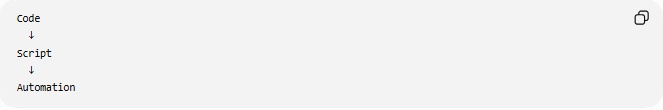 Code
↓
Script
↓
Automation